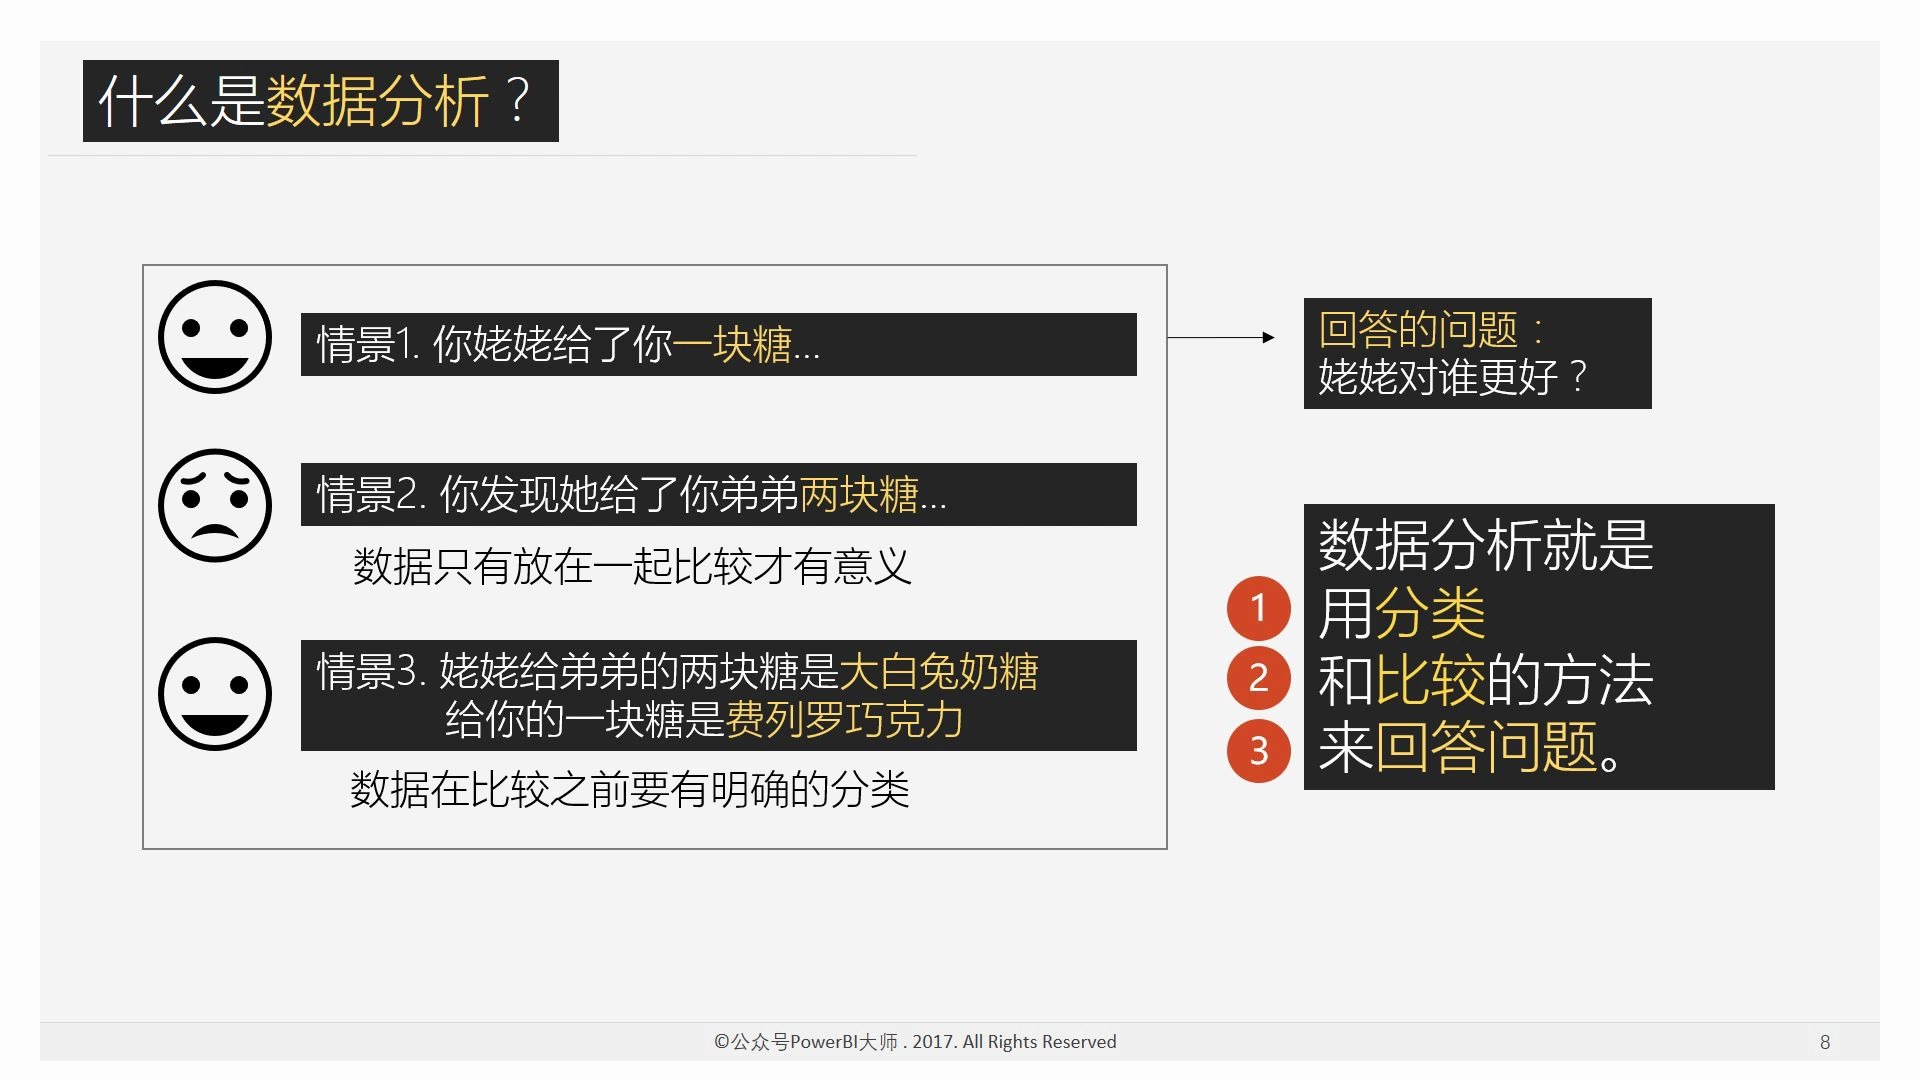 什么是数据分析？
情景1. 你姥姥给了你一块糖...
情景2. 你发现她给了你弟弟两块糖...
数据只有放在一起比较才有意义
情景3. 姥姥给弟弟的两块糖是大白兔奶糖
给你的一块糖是费列罗巧克力
数据在比较之前要有明确的分类
回答的问题：
姥姥对谁更好？
数据分析就是
1 用分类
2 和比较的方法
3 来回答问题。
©公众号PowerBI大师 . 2017. All Rights Reserved
8